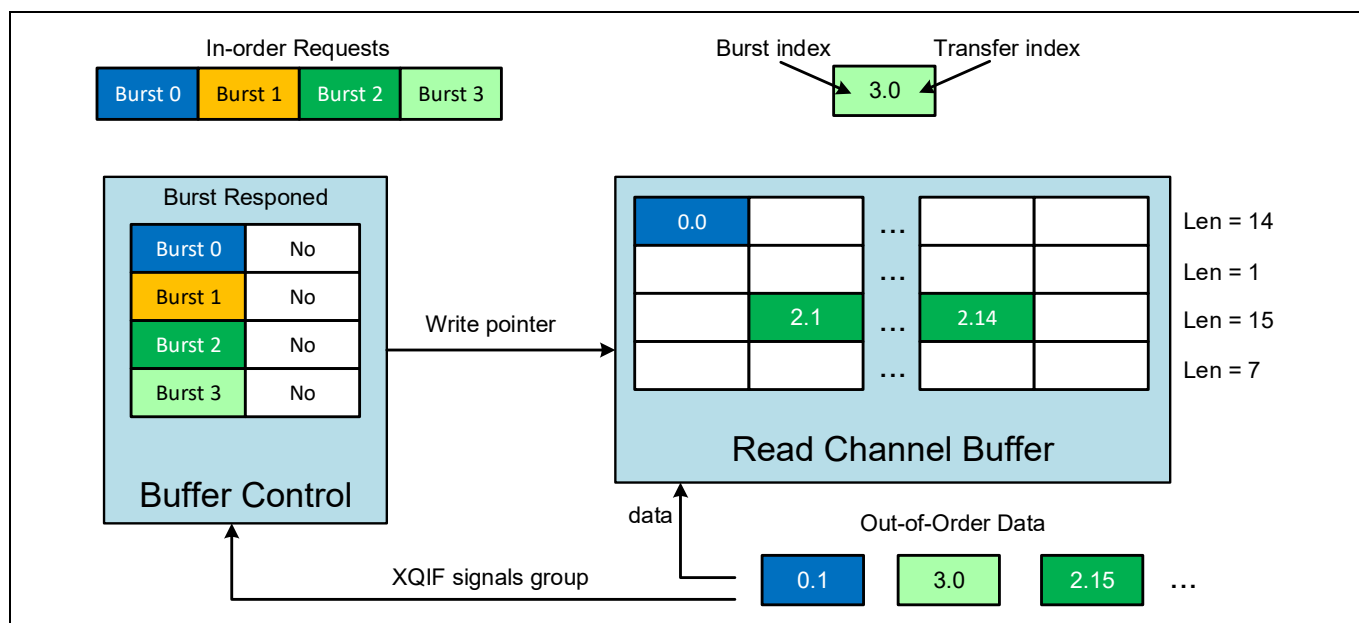 In-order Requests
Burst 0 Burst 1 Burst 2 Burst 3
Burst index Transfer index
3.0
Burst Responed
Burst 0 No
Burst 1 No
Burst 2 No
Burst 3 No
Buffer Control
Write pointer
0.0 ... Len = 14
... Len = 1
2.1 ... 2.14 Len = 15
... Len = 7
Read Channel Buffer
data
Out-of-Order Data
XQIF signals group
0.1 3.0 2.15 ...